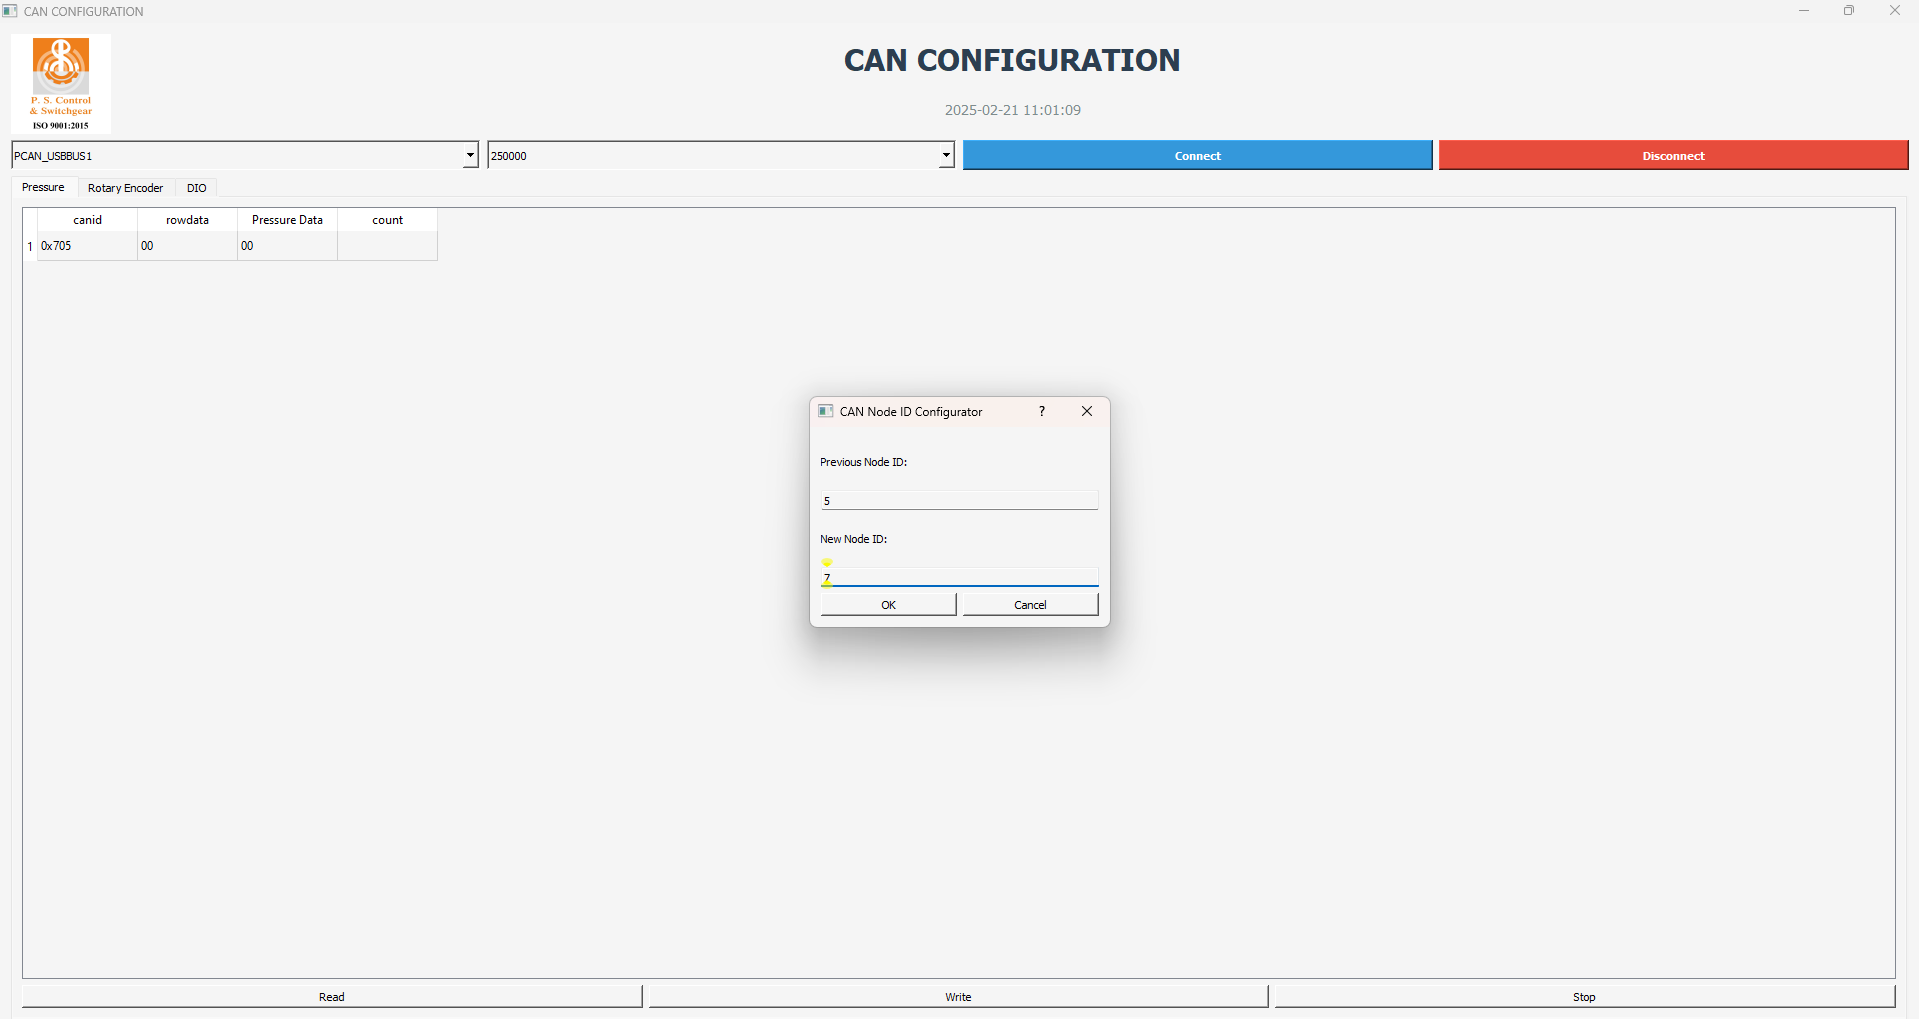 CAN CONFIGURATION
CAN CONFIGURATION
P. S. Control
& Switchgear
ISO 9001:2015
2025-02-21 11:01:09
PCAN_USBBUS1 250000 Connect Disconnect
Pressure Rotary Encoder DIO
canid rowdata Pressure Data count
1 0x705 00 00
CAN Node ID Configurator ?
Previous Node ID:
5
New Node ID:
7
OK Cancel
Read Write Stop